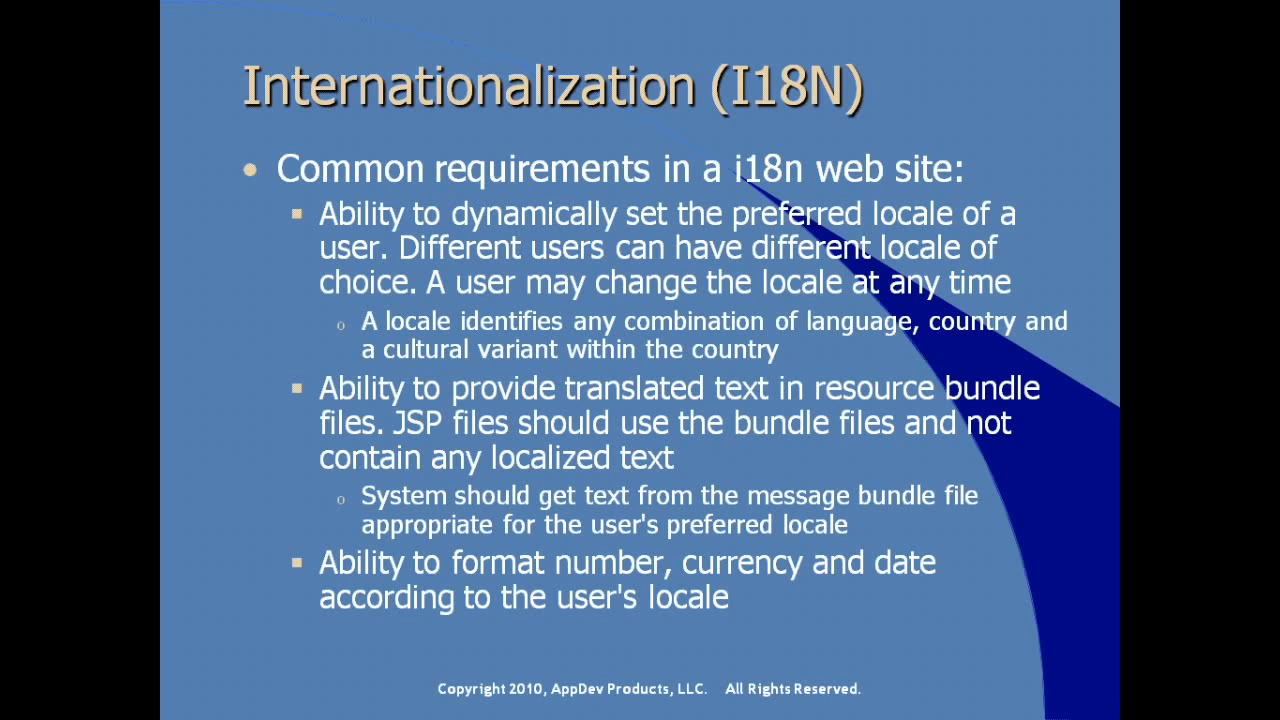 Internationalization (I18N)
• Common requirements in a i18n web site:
▪ Ability to dynamically set the preferred locale of a
user. Different users can have different locale of
choice. A user may change the locale at any time
o A locale identifies any combination of language, country and
a cultural variant within the country
▪ Ability to provide translated text in resource bundle
files. JSP files should use the bundle files and not
contain any localized text
o System should get text from the message bundle file
appropriate for the user's preferred locale
▪ Ability to format number, currency and date
according to the user's locale
Copyright 2010, AppDev Products, LLC. All Rights Reserved.